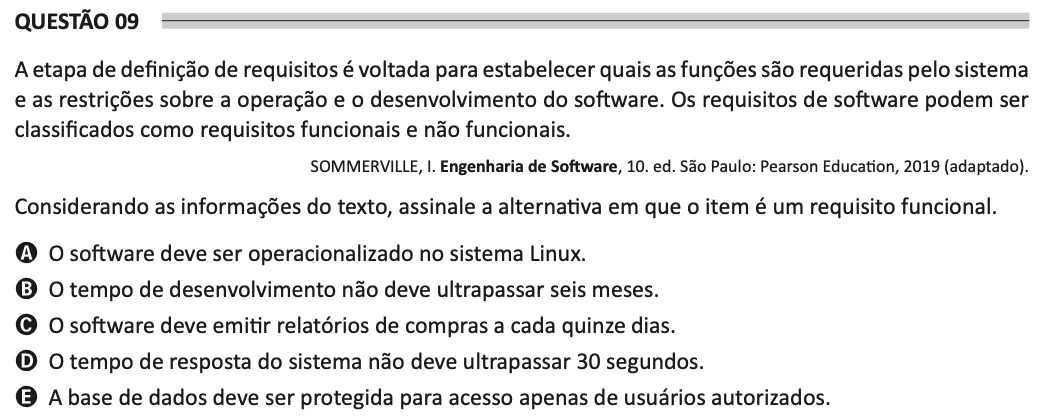 QUESTÃO 09
A etapa de definição de requisitos é voltada para estabelecer quais as funções são requeridas pelo sistema
e as restrições sobre a operação e o desenvolvimento do software. Os requisitos de software podem ser
classificados como requisitos funcionais e não funcionais.
SOMMERVILLE, I. Engenharia de Software, 10. ed. São Paulo: Pearson Education, 2019 (adaptado).
Considerando as informações do texto, assinale a alternativa em que o item é um requisito funcional.
A O software deve ser operacionalizado no sistema Linux.
B O tempo de desenvolvimento não deve ultrapassar seis meses.
C O software deve emitir relatórios de compras a cada quinze dias.
D O tempo de resposta do sistema não deve ultrapassar 30 segundos.
E A base de dados deve ser protegida para acesso apenas de usuários autorizados.